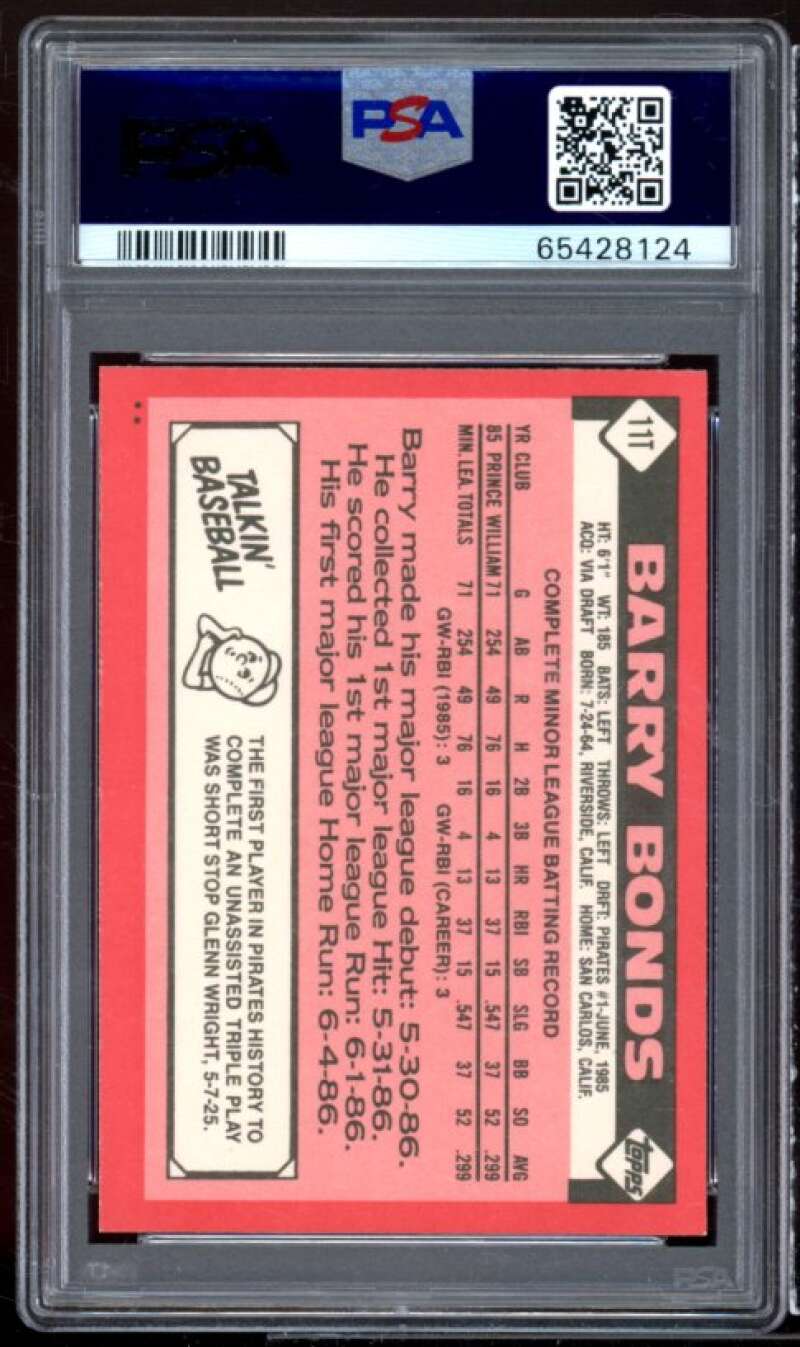 PSA
PSA
65428124
11T
BARRY BONDS
topps
HT: 6'1" WT: 185 BATS: LEFT THROWS: LEFT DRFT: PIRATES #1-JUNE, 1985
ACQ: VIA DRAFT BORN: 7-24-64, RIVERSIDE, CALIF. HOME: SAN CARLOS, CALIF.
COMPLETE MINOR LEAGUE BATTING RECORD
YR CLUB G AB R H 2B 3B HR RBI SB SLG BB SO AVG
85 PRINCE WILLIAM 71 254 49 76 16 4 13 37 15 .547 37 52 .299
MIN. LEA. TOTALS 71 254 49 76 16 4 13 37 15 .547 37 52 .299
GW-RBI (1985): 3 GW-RBI (CAREER): 3
Barry made his major league debut: 5-30-86.
He collected 1st major league Hit: 5-31-86.
He scored his 1st major league Run: 6-1-86.
His first major league Home Run: 6-4-86.
TALKIN'
BASEBALL
THE FIRST PLAYER IN PIRATES HISTORY TO
COMPLETE AN UNASSISTED TRIPLE PLAY
WAS SHORT STOP GLENN WRIGHT, 5-7-25.
PSA